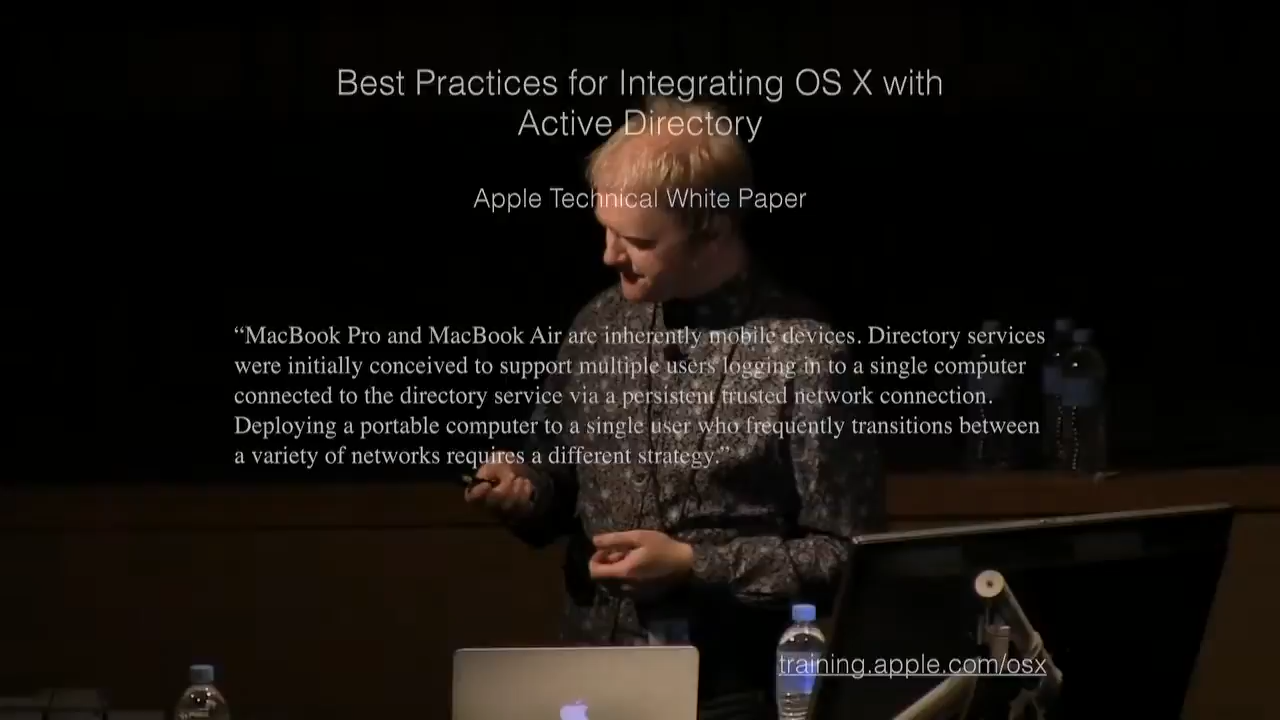 Best Practices for Integrating OS X with
Active Directory
Apple Technical White Paper
“MacBook Pro and MacBook Air are inherently mobile devices. Directory services
were initially conceived to support multiple users logging in to a single computer
connected to the directory service via a persistent trusted network connection.
Deploying a portable computer to a single user who frequently transitions between
a variety of networks requires a different strategy.”
training.apple.com/osx